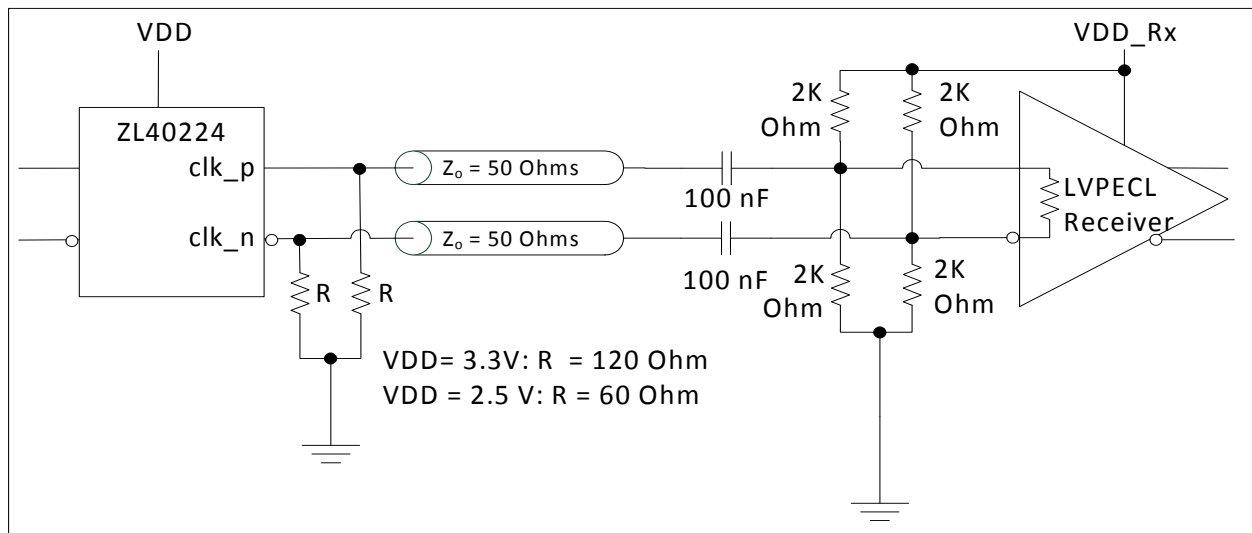 VDD
VDD_Rx
ZL40224
clk_p
clk_n
Zo = 50 Ohms
Zo = 50 Ohms
100 nF
100 nF
2K
Ohm
2K
Ohm
2K
Ohm
2K
Ohm
LVPECL
Receiver
R
R
VDD= 3.3V: R = 120 Ohm
VDD = 2.5 V: R = 60 Ohm